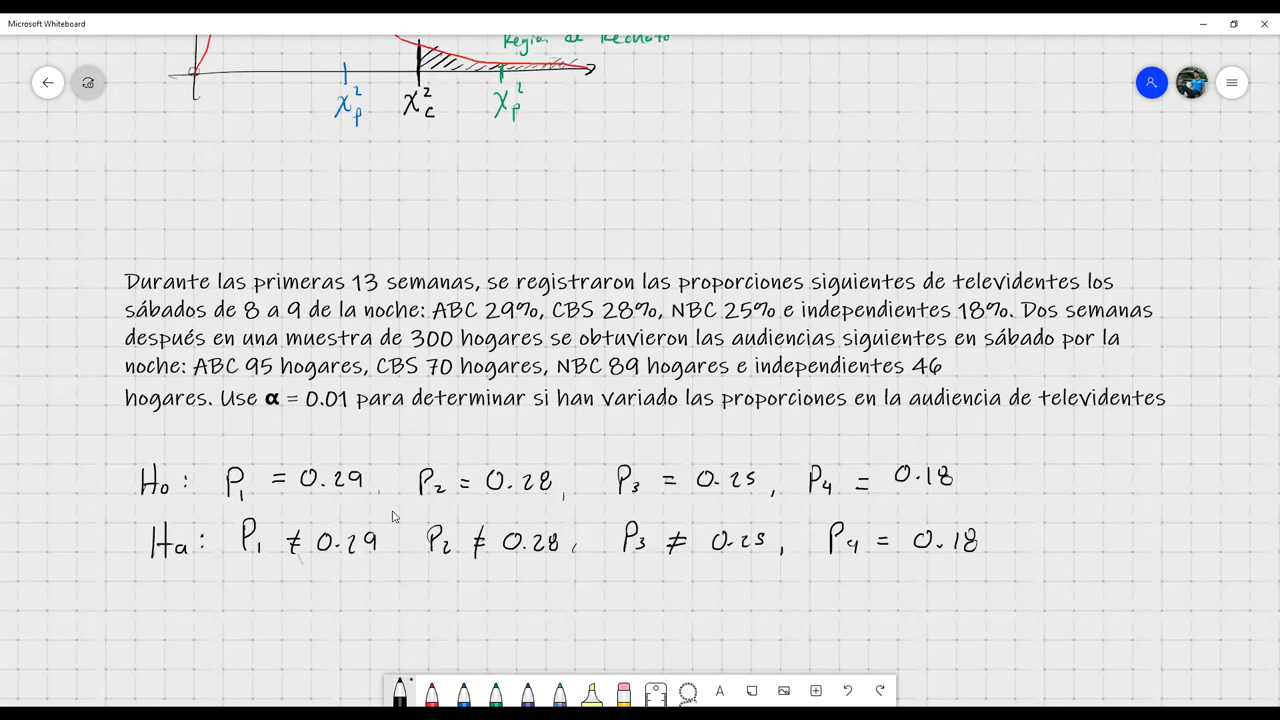 Microsoft Whiteboard
Región de Rechazo
χ²p χ²c χ²p
Durante las primeras 13 semanas, se registraron las proporciones siguientes de televidentes los
sábados de 8 a 9 de la noche: ABC 29%, CBS 28%, NBC 25% e independientes 18%. Dos semanas
después en una muestra de 300 hogares se obtuvieron las audiencias siguientes en sábado por la
noche: ABC 95 hogares, CBS 70 hogares, NBC 89 hogares e independientes 46
hogares. Use α = 0.01 para determinar si han variado las proporciones en la audiencia de televidentes
H₀: P₁ = 0.29, P₂ = 0.28, P₃ = 0.25, P₄ = 0.18
Ha: P₁ ≠ 0.29 P₂ ≠ 0.28, P₃ ≠ 0.25, P₄ = 0.18
A